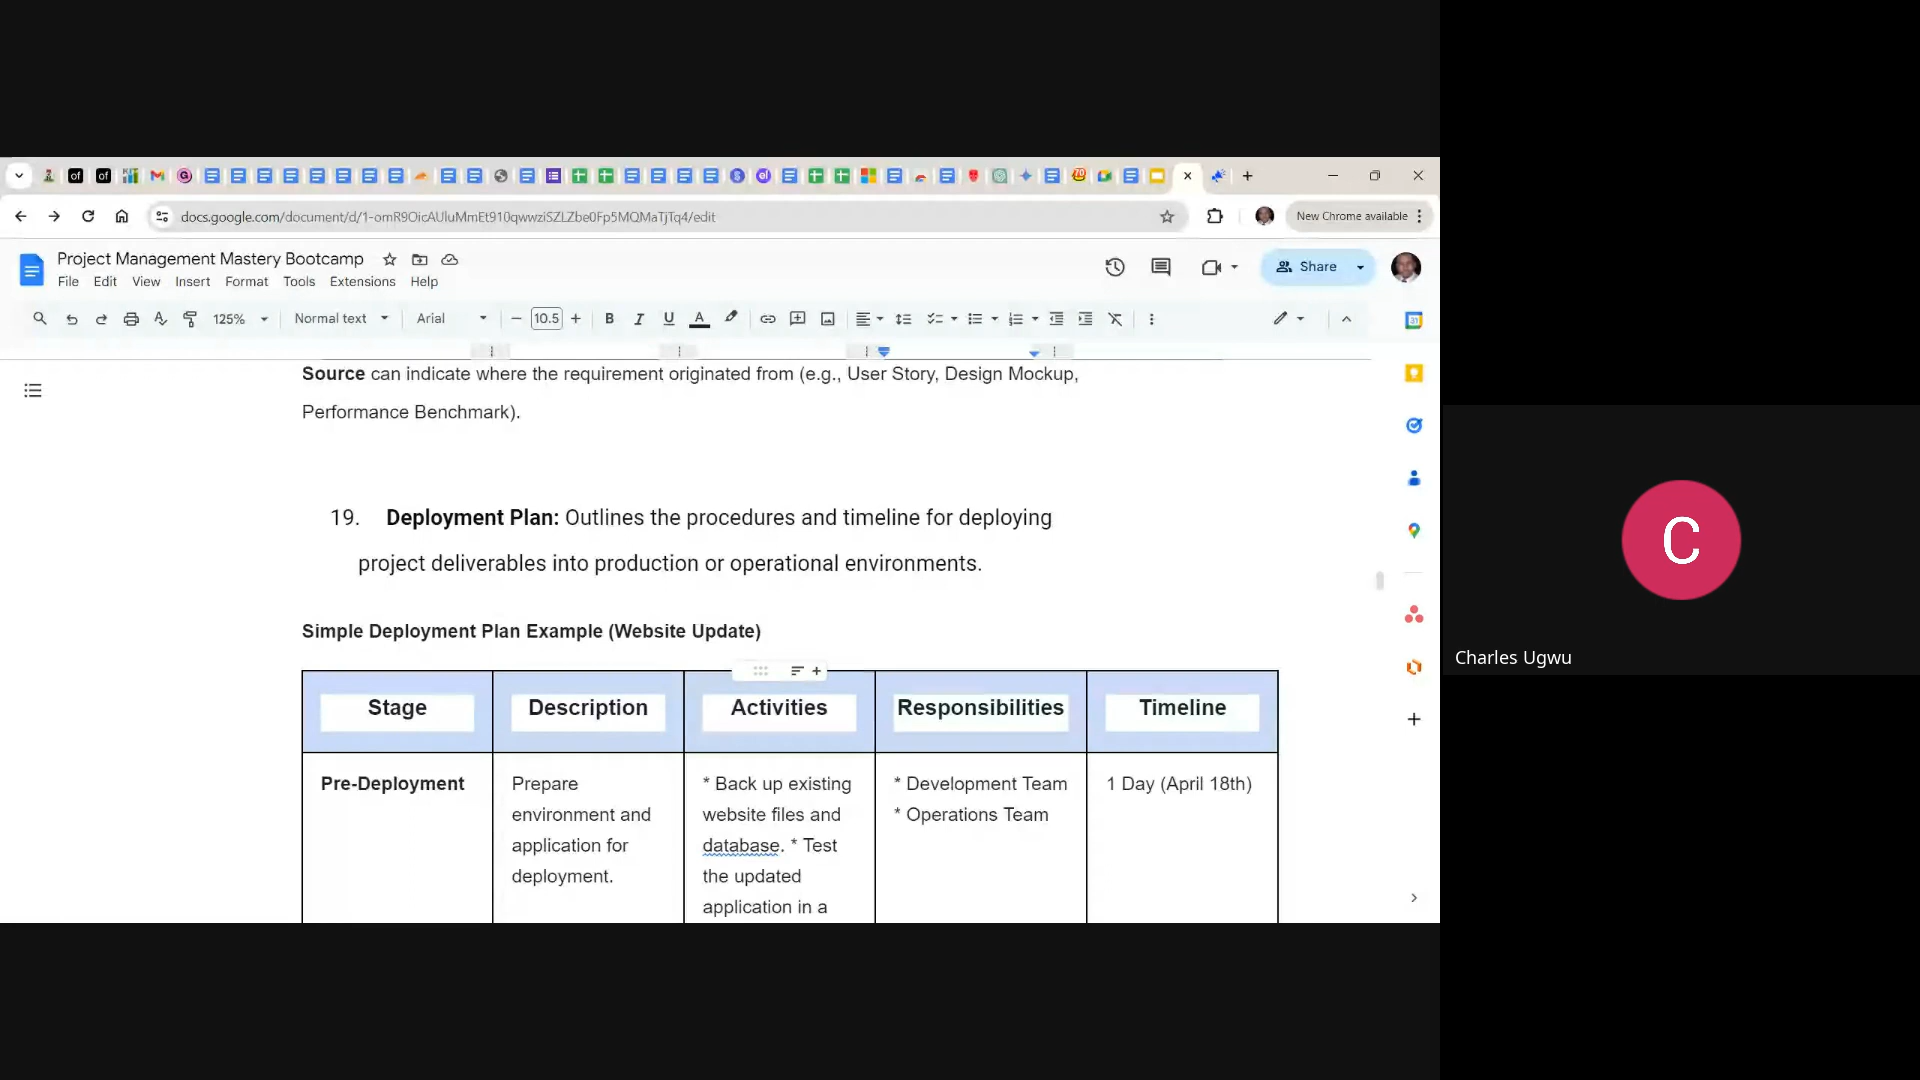 docs.google.com/document/d/1-omR9OicAUluMmEt910qwwziSZLZbe0Fp5MQMaTjTq4/edit
New Chrome available
Project Management Mastery Bootcamp
File Edit View Insert Format Tools Extensions Help
Share
125% Normal text Arial 10.5
Source can indicate where the requirement originated from (e.g., User Story, Design Mockup,
Performance Benchmark).
19. Deployment Plan: Outlines the procedures and timeline for deploying
project deliverables into production or operational environments.
Simple Deployment Plan Example (Website Update)
Stage Description Activities Responsibilities Timeline
Pre-Deployment
Prepare
environment and
application for
deployment.
* Back up existing
website files and
database. * Test
the updated
application in a
* Development Team
* Operations Team
1 Day (April 18th)
C
Charles Ugwu